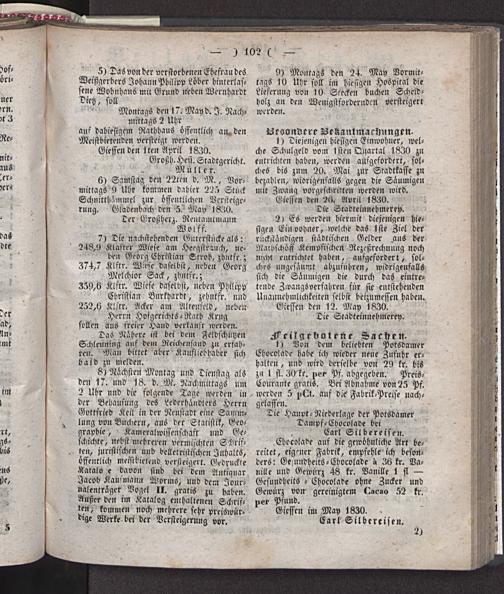 — ) 102 ( —
5) Das von der verstorbenen Ehefrau des
Weißgerbers Johann Philipp Löber hinterlas-
sene Wohnhaus mit Grund neben Bernhardt
Dietz, soll
Montags den 17. May d. J. Nach-
mittags 2 Uhr
auf dahiesigem Rathhaus öffentlich an den
Meistbietenden versteigt werden.
Giessen den 1ten April 1830.
Großh. Hess. Stadtgericht.
Müller.
6) Samstag den 22ten d. M., Vor-
mittags 9 Uhr kommen dahier 225 Stück
Schnitthämmel zur öffentlichen Versteige-
rung. Gladenbach den 5. May 1830.
Der Großherz. Rentamtmann
Wolff.
7) Die nachstehenden Güterstücke als:
248,9 Klafter Wiese am Heegstrauch, ne-
ben Georg Christian Stroh, zehntfr.;
374,7 Klftr. Wiese daselbst, neben Georg
Melchior Sack, zehntfr.;
359,6 Klftr. Wiese daselbst, neben Philipp
Christian Burkhardt, zehntfr. und
252,6 Klftr. Acker am Altenfeld, neben
Herrn Hofgerichts-Rath Krug
sollen aus freier Hand verkauft werden.
Das Nähere ist bei dem Feldschützen
Schleuning auf dem Reichensand zu erfah-
ren. Man bittet aber Kaufliebhaber sich
bald zu melden.
8) Nächsten Montag und Dienstag als
den 17. und 18. d. M. Nachmittags um
2 Uhr und die folgende Tage werden in
der Behausung des Lederhändlers Herrn
Gottfried Keil in der Neustadt eine Samm-
lung von Büchern, aus der Statistik, Geo-
graphie, Kameralwissenschaft und Ge-
schichte, nebst mehreren vermischten Schrif-
ten, juristischen und belletristischen Inhalts,
öffentlich meistbietend versteigert. Gedruckte
Kataloge davon sind bei dem Antiquar
Jacob Kaufmann Worms, und dem Jour-
nalenträger Vogt II. gratis zu haben.
Außer den im Katalog enthaltenen Schrif-
ten, kommen noch mehrere sehr preiswür-
dige Werke bei der Versteigerung vor.
9) Montags den 24. May Vormit-
tags 10 Uhr soll im hiesigen Hospital die
Lieferung von 10 Stecken buchen Scheid-
holz an den Wenigstfordernden versteigert
werden.
Besondere Bekanntmachungen.
1) Diejenigen hiesigen Einwohner, wel-
che Schulgeld vom 1sten Quartal 1830 zu
entrichten haben, werden aufgefordert, sol-
ches bis zum 20. Mai zur Stadtkasse zu
bezahlen, widrigenfalls gegen die Säumigen
mit Zwang vorgeschritten werden wird.
Giessen den 26. April 1830.
Die Stadteinnehmerey.
2) Es werden hiermit diejenigen hie-
sigen Einwohner, welche das 1ste Ziel der
rückständigen städtischen Gelder aus der
Rathschöff Kempfischen Rezeßrechnung noch
nicht entrichtet haben, aufgefordert, sol-
ches ungesäumt abzuführen, widrigenfalls
sich die Säumigen die durch das eintre-
tende Zwangsverfahren für sie entstehenden
Unannehmlichkeiten selbst beizumessen haben.
Giessen den 12. May 1830.
Die Stadteinnehmerey.
Feilgeboten: Sachen.
1) Von dem beliebten Potsdamer
Chocolade habe ich wieder neue Zufuhr er-
halten, und wird derselbe von 29 kr. bis
zu 1 fl. 30 kr. per Pf. abgegeben. Preis-
Courante gratis. Bei Abnahme von 25 Pf.
werden 5 pCt. auf die Fabrik-Preise nach-
gelassen.
Die Haupt-Niederlage der Potsdamer
Dampf-Chocolade bei
Carl Silbereisen.
Chocolade auf die gewöhnliche Art be-
reitet, eigener Fabrik, empfehle ich beson-
ders: Gesundheits-Chocolade à 36 kr. Va-
nille und Gewürz 48 kr. Vanille 1 fl —
Gesundheits-Chocolade ohne Zucker und
Gewürz von gereinigtem Cacao 52 kr.
per Pfund.
Giessen im May 1830.
Carl Silbereisen.
2)